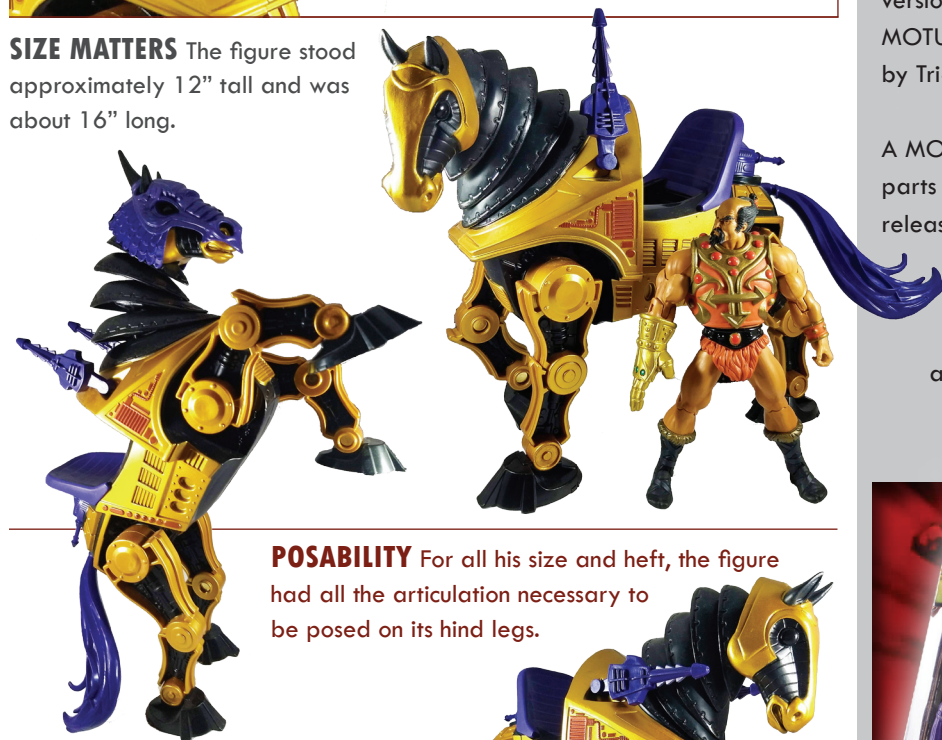 SIZE MATTERS The figure stood
approximately 12” tall and was
about 16” long.
POSABILITY For all his size and heft, the figure
had all the articulation necessary to
be posed on its hind legs.
MOTU
by Tri
A MO
parts
releas
a